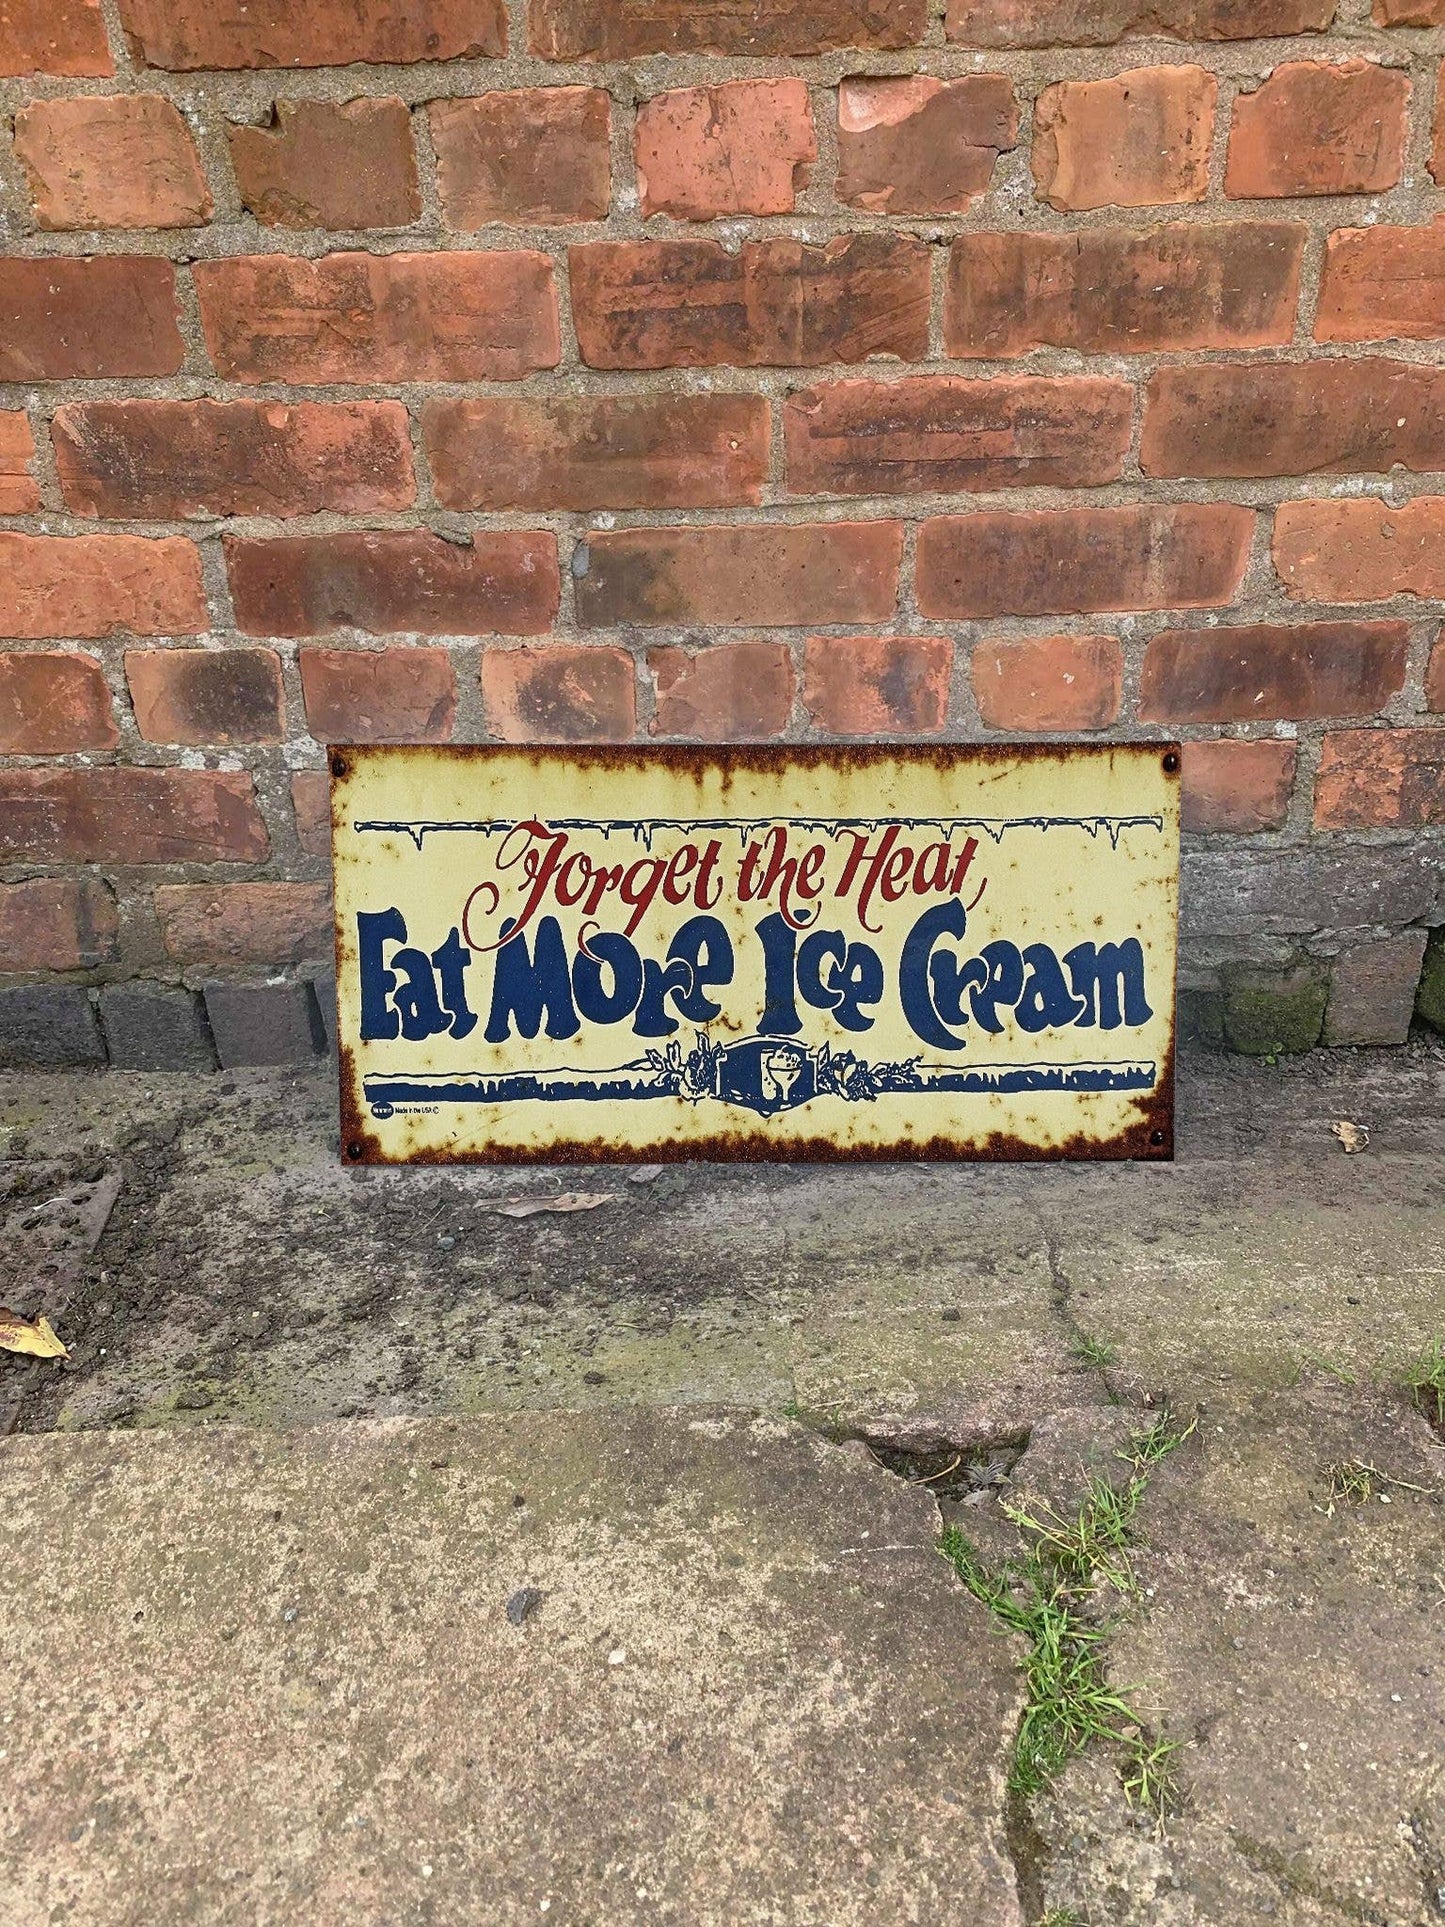 Forget the Heat,
Eat More Ice Cream
Made in the USA ©